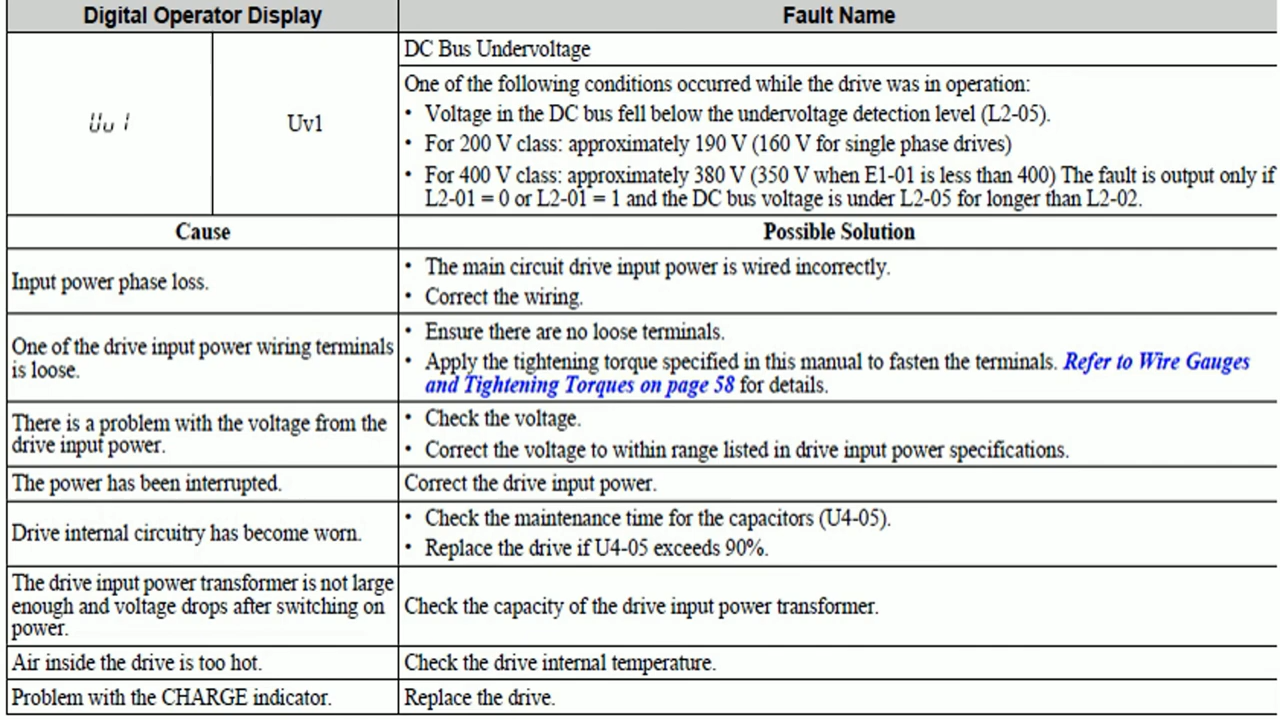 Digital Operator Display
Fault Name
Uv1
Uv1
DC Bus Undervoltage
One of the following conditions occurred while the drive was in operation:
• Voltage in the DC bus fell below the undervoltage detection level (L2-05).
• For 200 V class: approximately 190 V (160 V for single phase drives)
• For 400 V class: approximately 380 V (350 V when E1-01 is less than 400) The fault is output only if
L2-01 = 0 or L2-01 = 1 and the DC bus voltage is under L2-05 for longer than L2-02.
Cause
Possible Solution
Input power phase loss.
• The main circuit drive input power is wired incorrectly.
• Correct the wiring.
One of the drive input power wiring terminals
is loose.
• Ensure there are no loose terminals.
• Apply the tightening torque specified in this manual to fasten the terminals. Refer to Wire Gauges
and Tightening Torques on page 58 for details.
There is a problem with the voltage from the
drive input power.
• Check the voltage.
• Correct the voltage to within range listed in drive input power specifications.
The power has been interrupted.
Correct the drive input power.
Drive internal circuitry has become worn.
• Check the maintenance time for the capacitors (U4-05).
• Replace the drive if U4-05 exceeds 90%.
The drive input power transformer is not large
enough and voltage drops after switching on
power.
Check the capacity of the drive input power transformer.
Air inside the drive is too hot.
Check the drive internal temperature.
Problem with the CHARGE indicator.
Replace the drive.